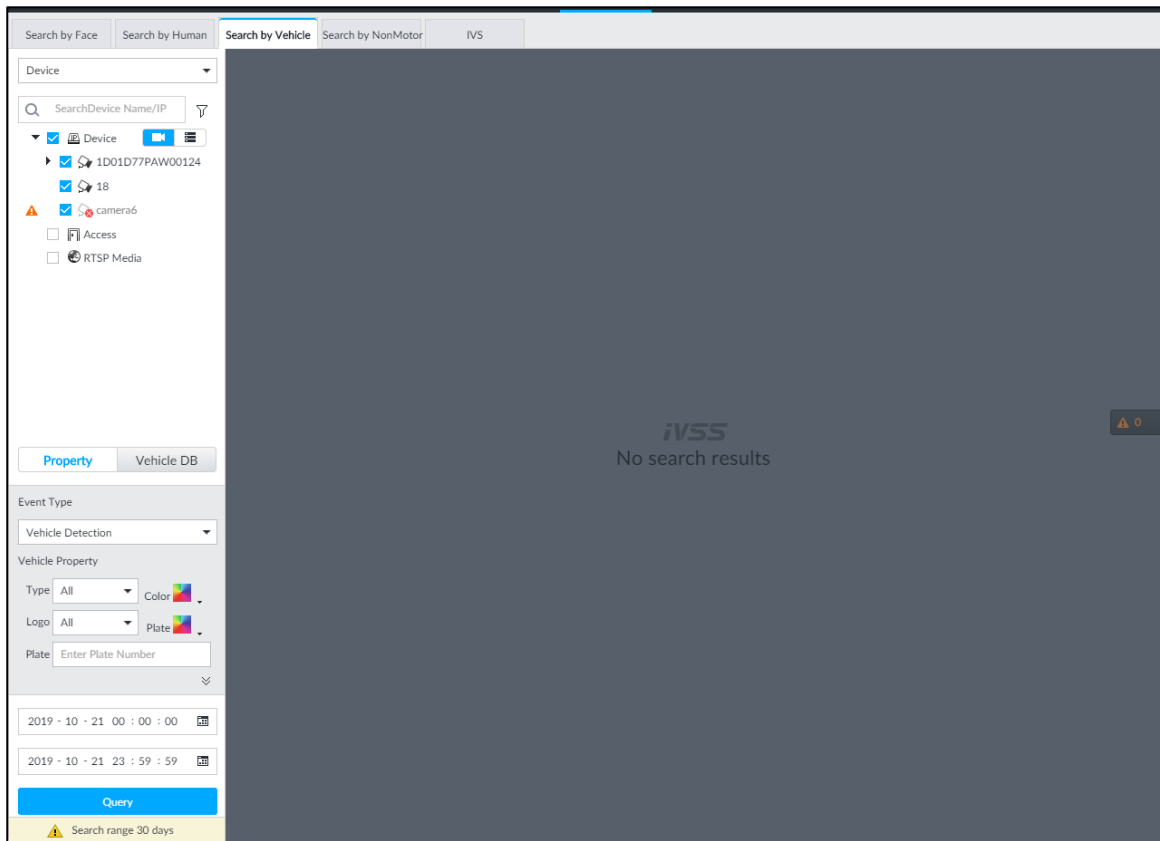 Search by Face Search by Human Search by Vehicle Search by NonMotor IVS
Device
SearchDevice Name/IP
Device
1D01D77PAW00124
18
camera6
Access
RTSP Media
Property Vehicle DB
Event Type
Vehicle Detection
Vehicle Property
Type All Color
Logo All Plate
Plate Enter Plate Number
2019 - 10 - 21 00 : 00 : 00
2019 - 10 - 21 23 : 59 : 59
Query
Search range 30 days
iVSS
No search results
0